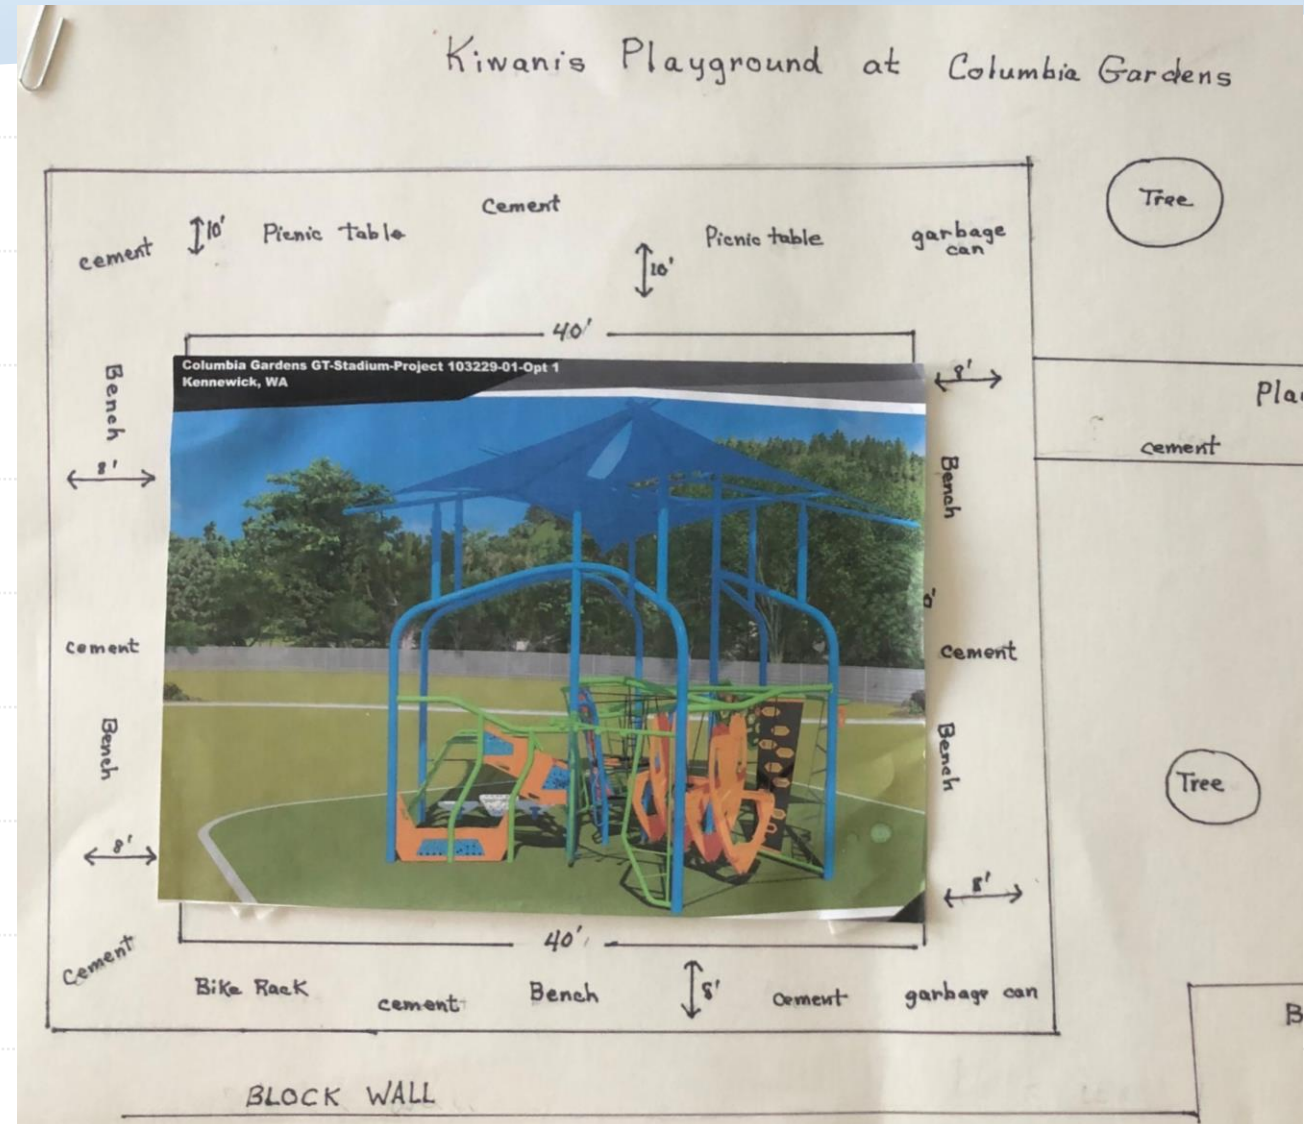 Kiwanis Playground at Columbia Gardens
Tree
Cement
cement 10' Picnic table
10'
Picnic table
garbage
can
40'
Columbia Gardens GT-Stadium-Project 103229-01-Opt 1
Kennewick, WA
Bench
8'
8'
Bench
cement
cement
cement
Bench
Bench
Tree
8'
8'
40'
Cement
Bike Rack
cement
Bench
8'
Cement
garbage can
BLOCK WALL